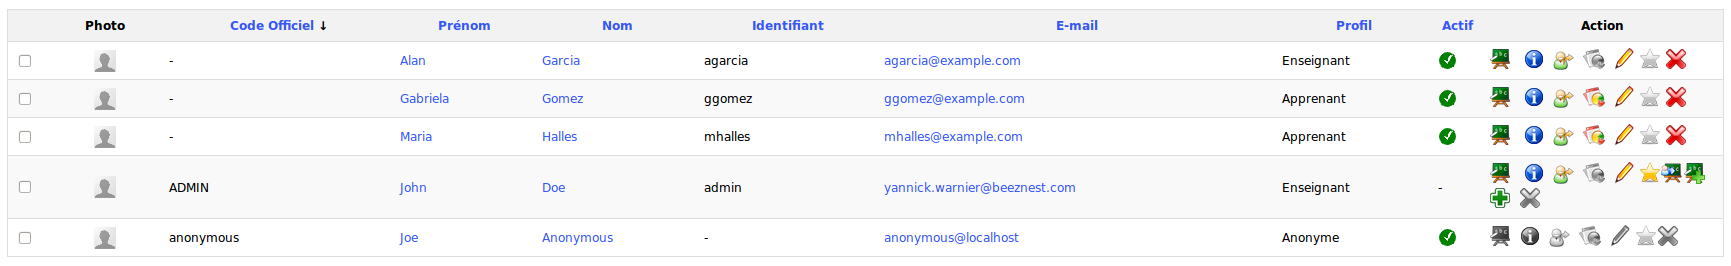 Photo Code Officiel ↓ Prénom Nom Identifiant E-mail Profil Actif Action
- Alan Garcia agarcia agarcia@example.com Enseignant
- Gabriela Gomez ggomez ggomez@example.com Apprenant
- Maria Halles mhalles mhalles@example.com Apprenant
ADMIN John Doe admin yannick.warnier@beeznest.com Enseignant -
anonymous Joe Anonymous - anonymous@localhost Anonyme